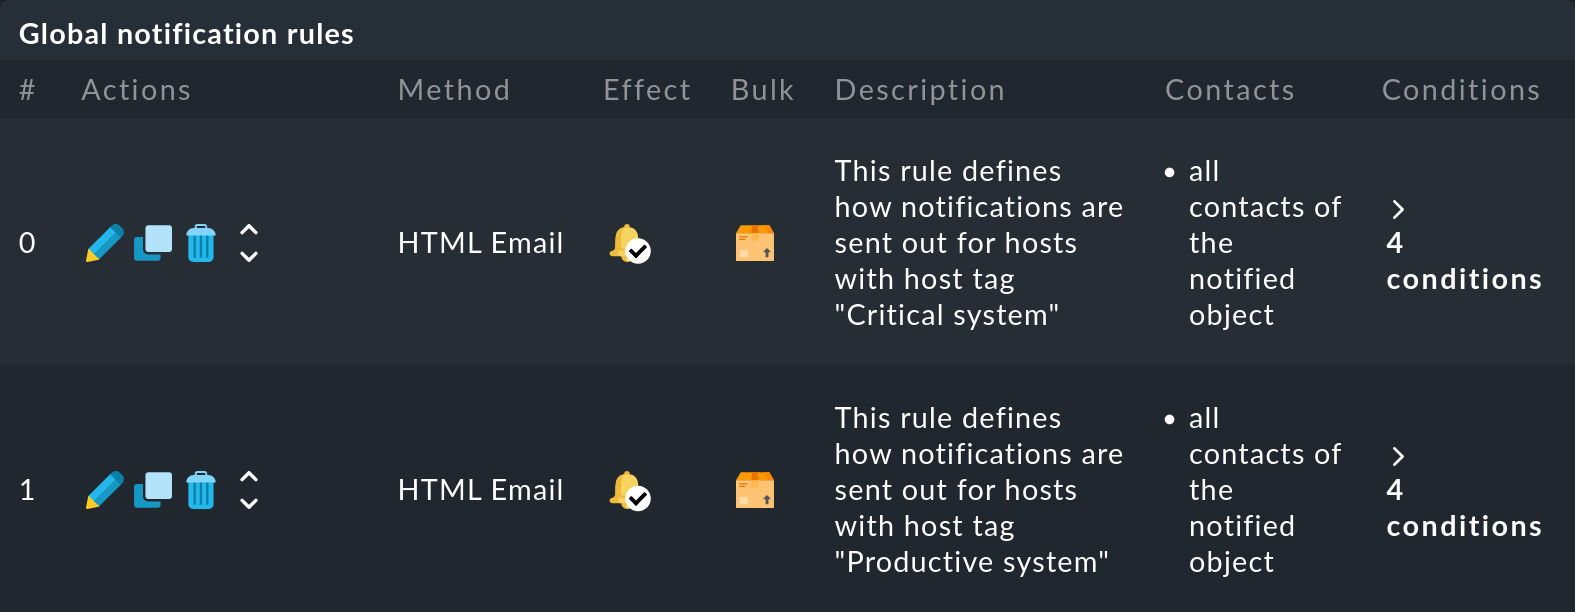 Global notification rules
# Actions Method Effect Bulk Description Contacts Conditions
0 HTML Email
This rule defines
how notifications are
sent out for hosts
with host tag
"Critical system"
• all
contacts of
the
notified
object
4
conditions
1 HTML Email
This rule defines
how notifications are
sent out for hosts
with host tag
"Productive system"
• all
contacts of
the
notified
object
4
conditions